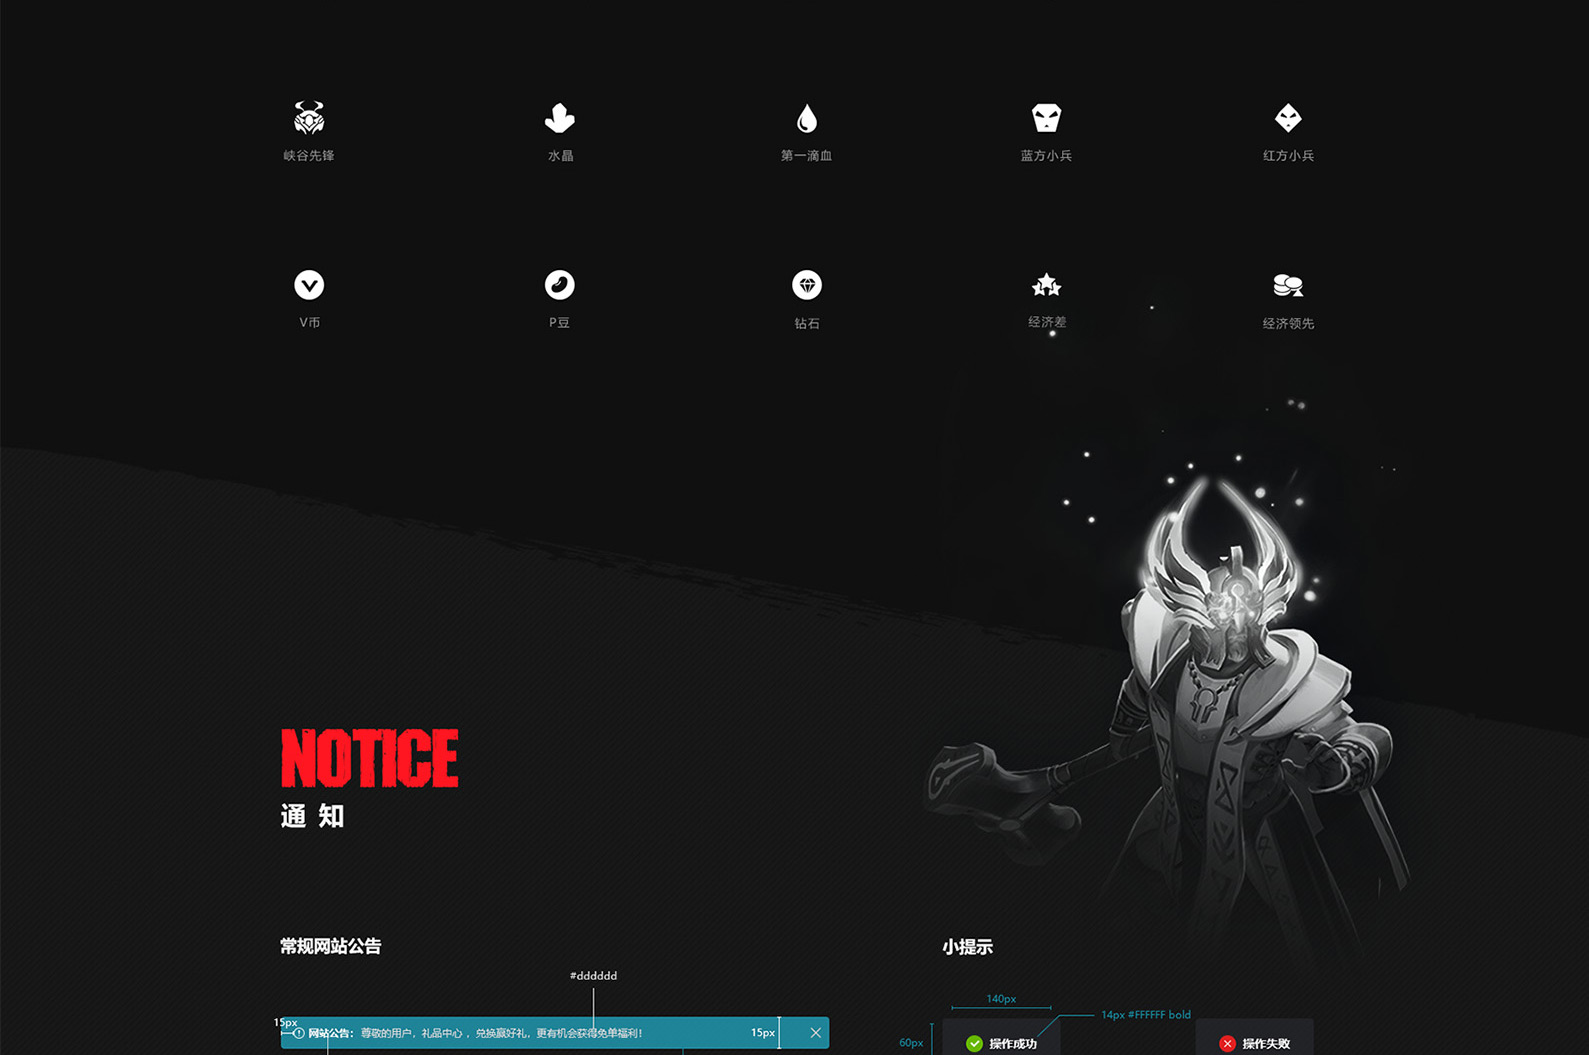 峡谷先锋
水晶
第一滴血
蓝方小兵
红方小兵
V币
P豆
钻石
经济差
经济领先
NOTICE
通 知
常规网站公告
小提示
#dddddd
140px
14px #FFFFFF bold
15px
网站公告：尊敬的用户，礼品中心 ，兑换赢好礼，更有机会获得免单福利！
15px
60px
操作成功
操作失败